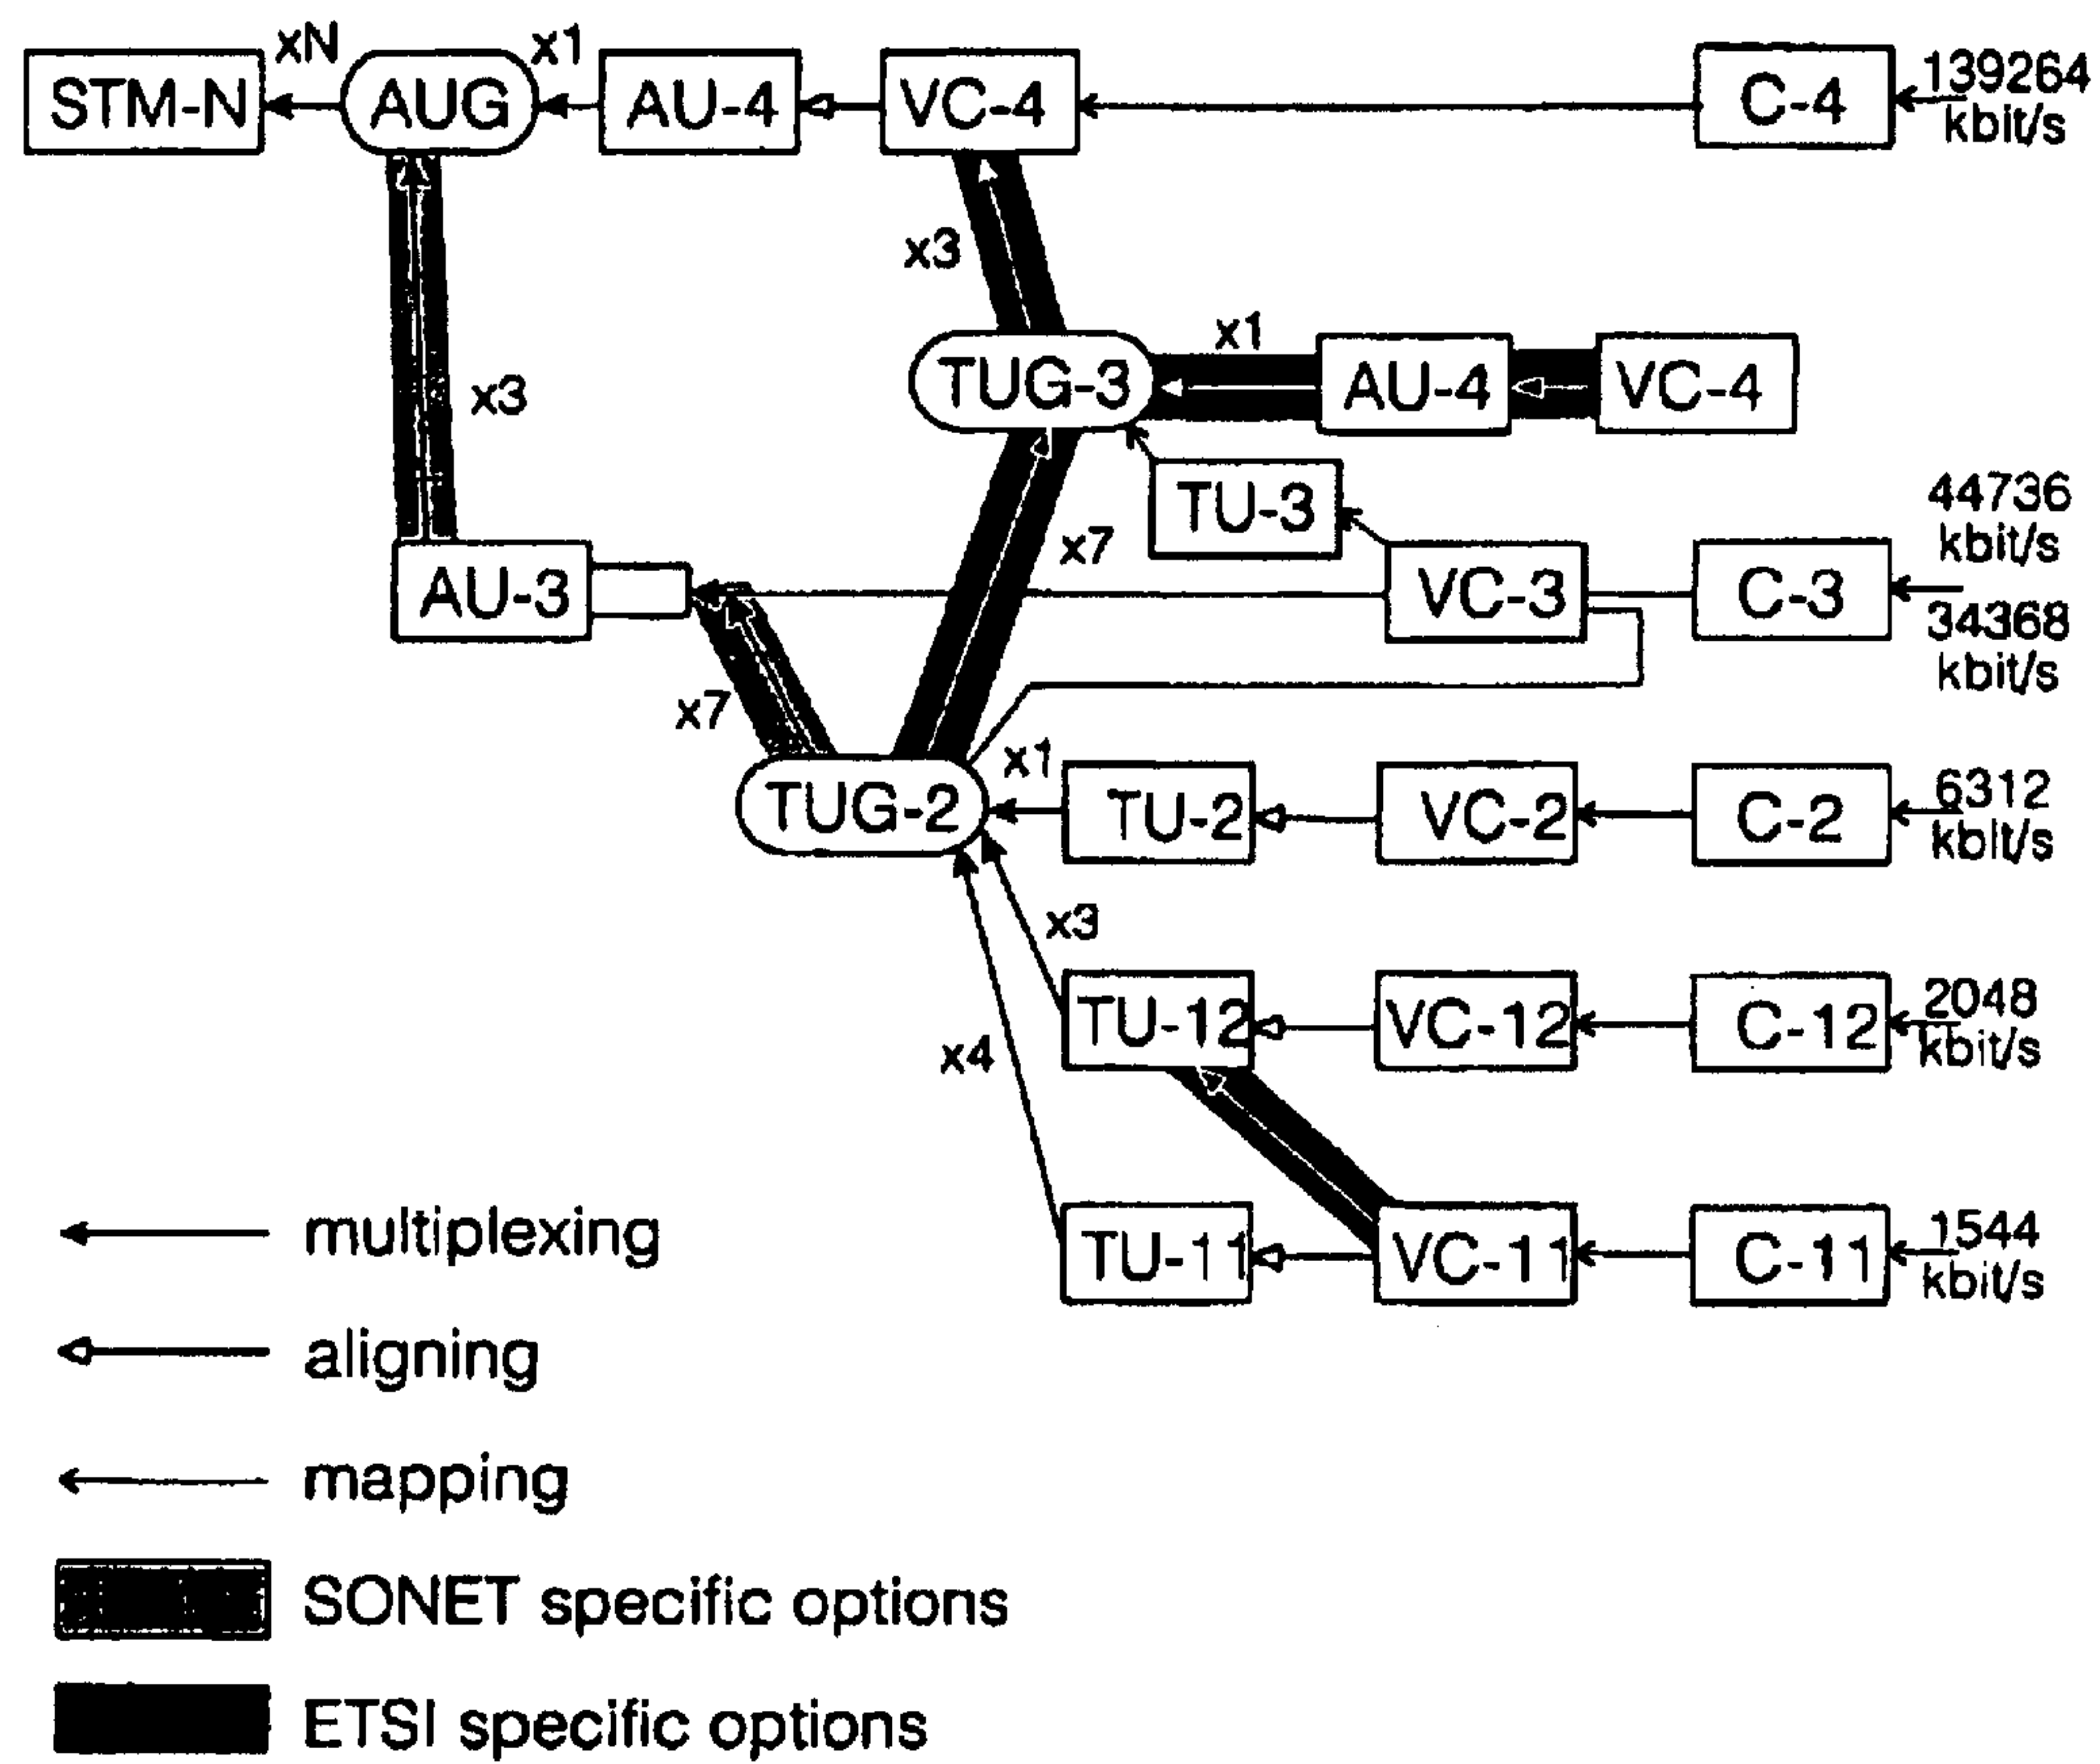 xN
x1
STM-N
AUG
AU-4
VC-4
C-4
139264
kbit/s
x3
x1
TUG-3
AU-4
VC-4
x3
TU-3
44736
kbit/s
x7
AU-3
VC-3
C-3
34368
kbit/s
x7
x1
TUG-2
TU-2
VC-2
C-2
6312
kbit/s
x3
TU-12
VC-12
C-12
2048
kbit/s
x4
TU-11
VC-11
C-11
1544
kbit/s
multiplexing
aligning
mapping
SONET specific options
ETSI specific options